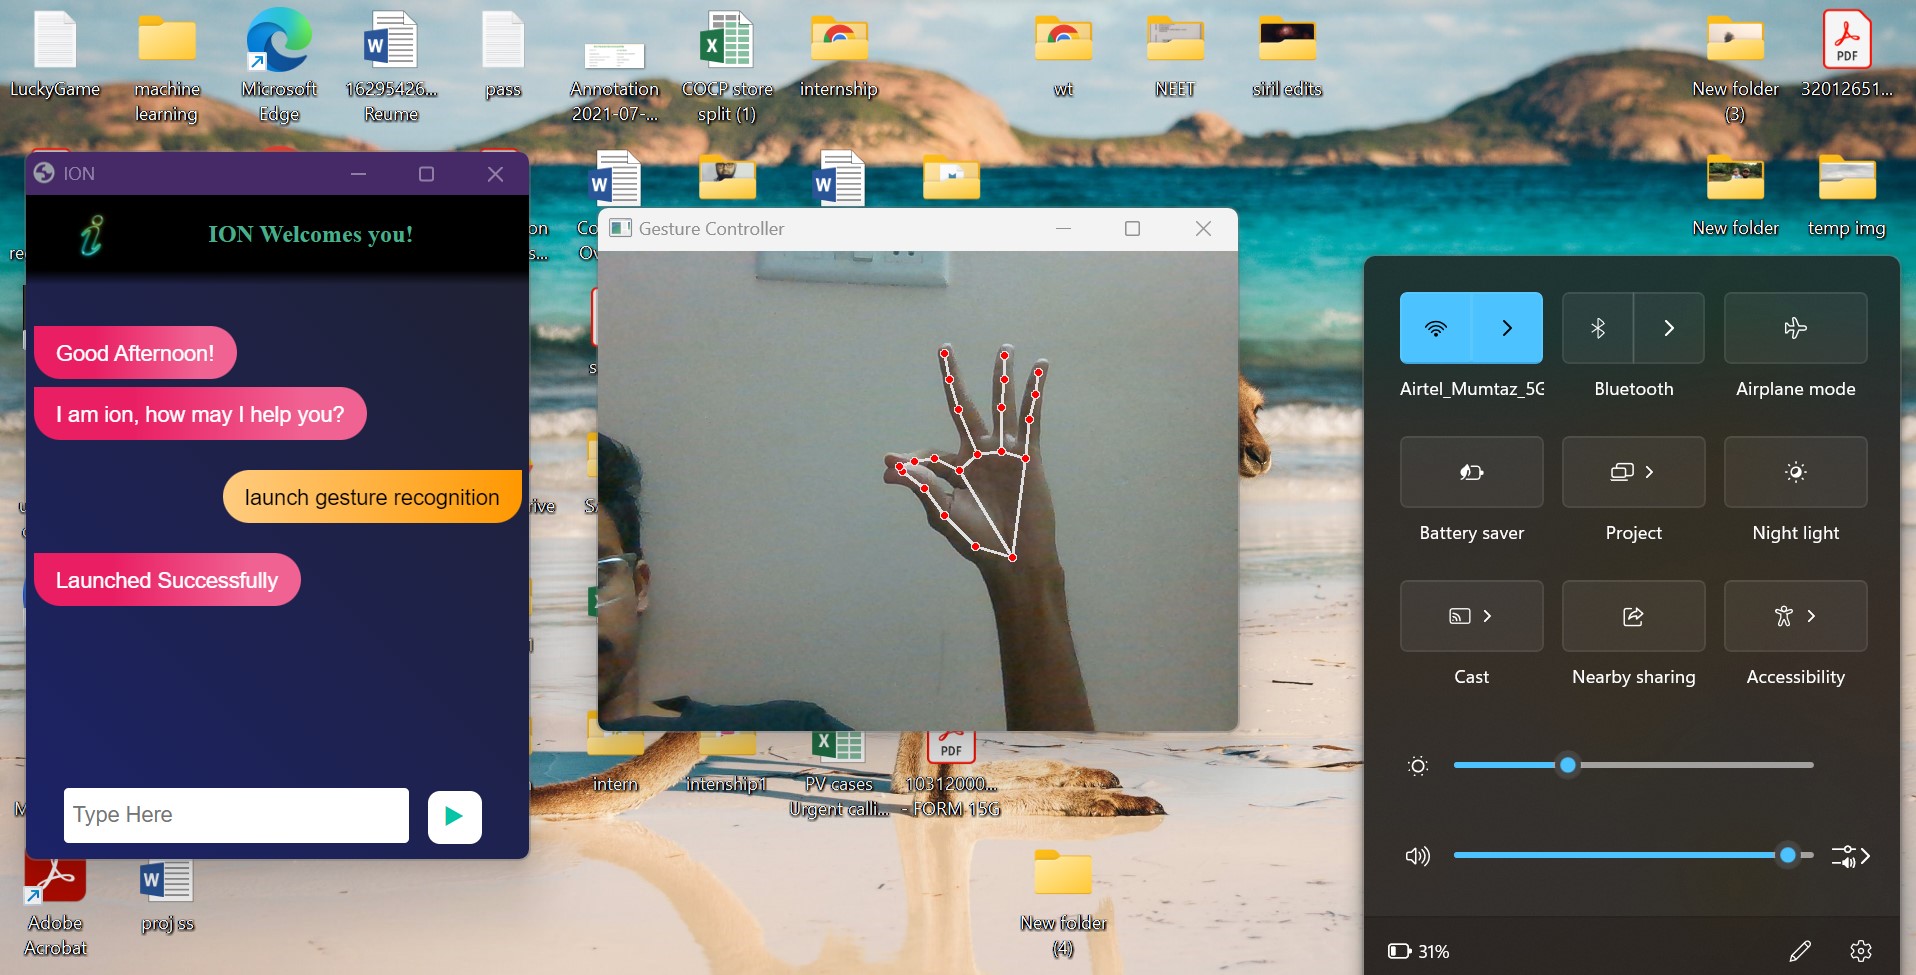 LuckyGame
machine
learning
Microsoft
Edge
16295426...
Reume
pass
Annotation
2021-07-...
COCP store
split (1)
internship
wt
NEET
siril edits
New folder
(3)
32012651...
PDF
New folder
temp img
ION
ION Welcomes you!
Good Afternoon!
I am ion, how may I help you?
launch gesture recognition
Launched Successfully
Type Here
Gesture Controller
Airtel_Mumtaz_5G
Bluetooth
Airplane mode
Battery saver
Project
Night light
Cast
Nearby sharing
Accessibility
31%
intern
intenship1
PV cases
Urgent calli...
PDF
10312000...
- FORM 15G
Adobe
Acrobat
proj ss
New folder
(4)